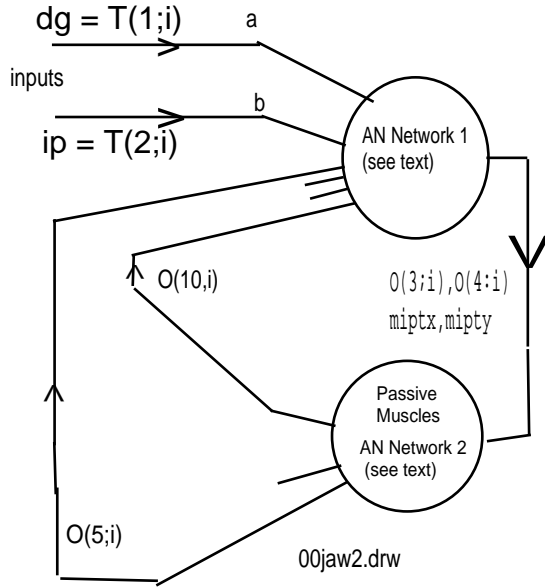 dg = T(1;i)
a
inputs
b
ip = T(2;i)
AN Network 1
(see text)
O(10,i)
O(3;i),O(4:i)
miptx,mipty
Passive
Muscles
AN Network 2
(see text)
O(5;i)
00jaw2.drw